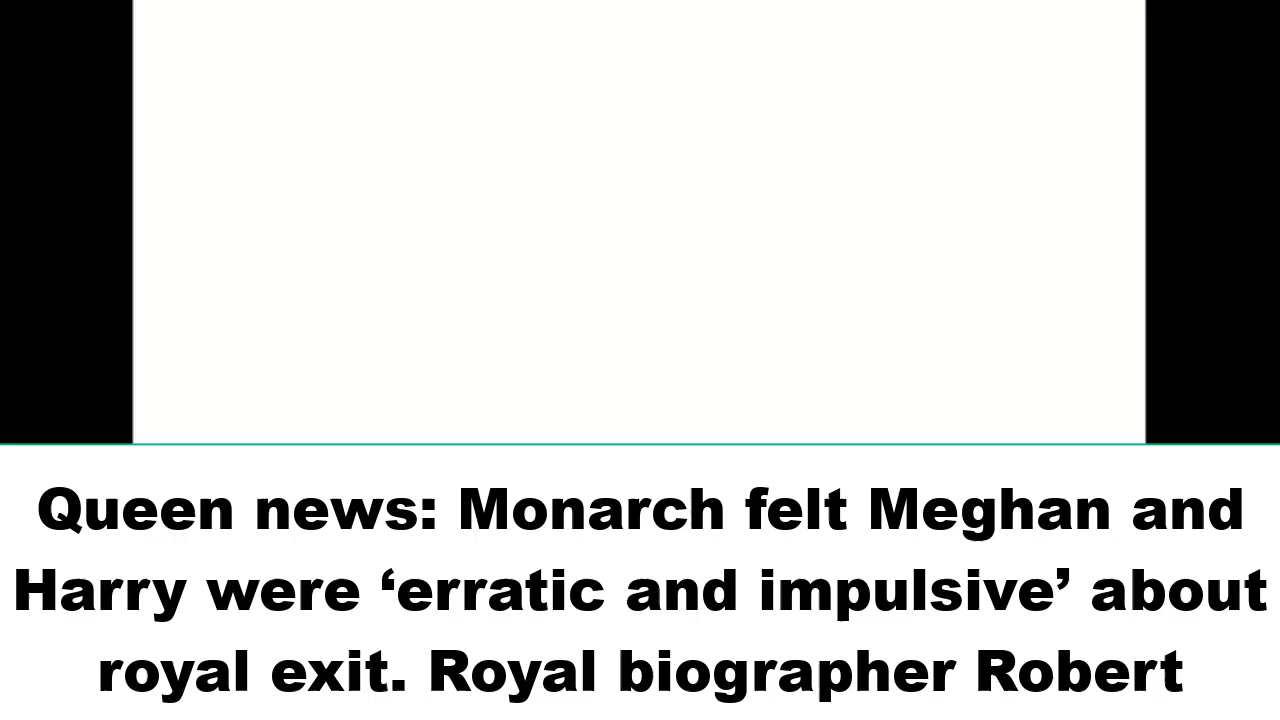 Queen news: Monarch felt Meghan and
Harry were ‘erratic and impulsive’ about
royal exit. Royal biographer Robert